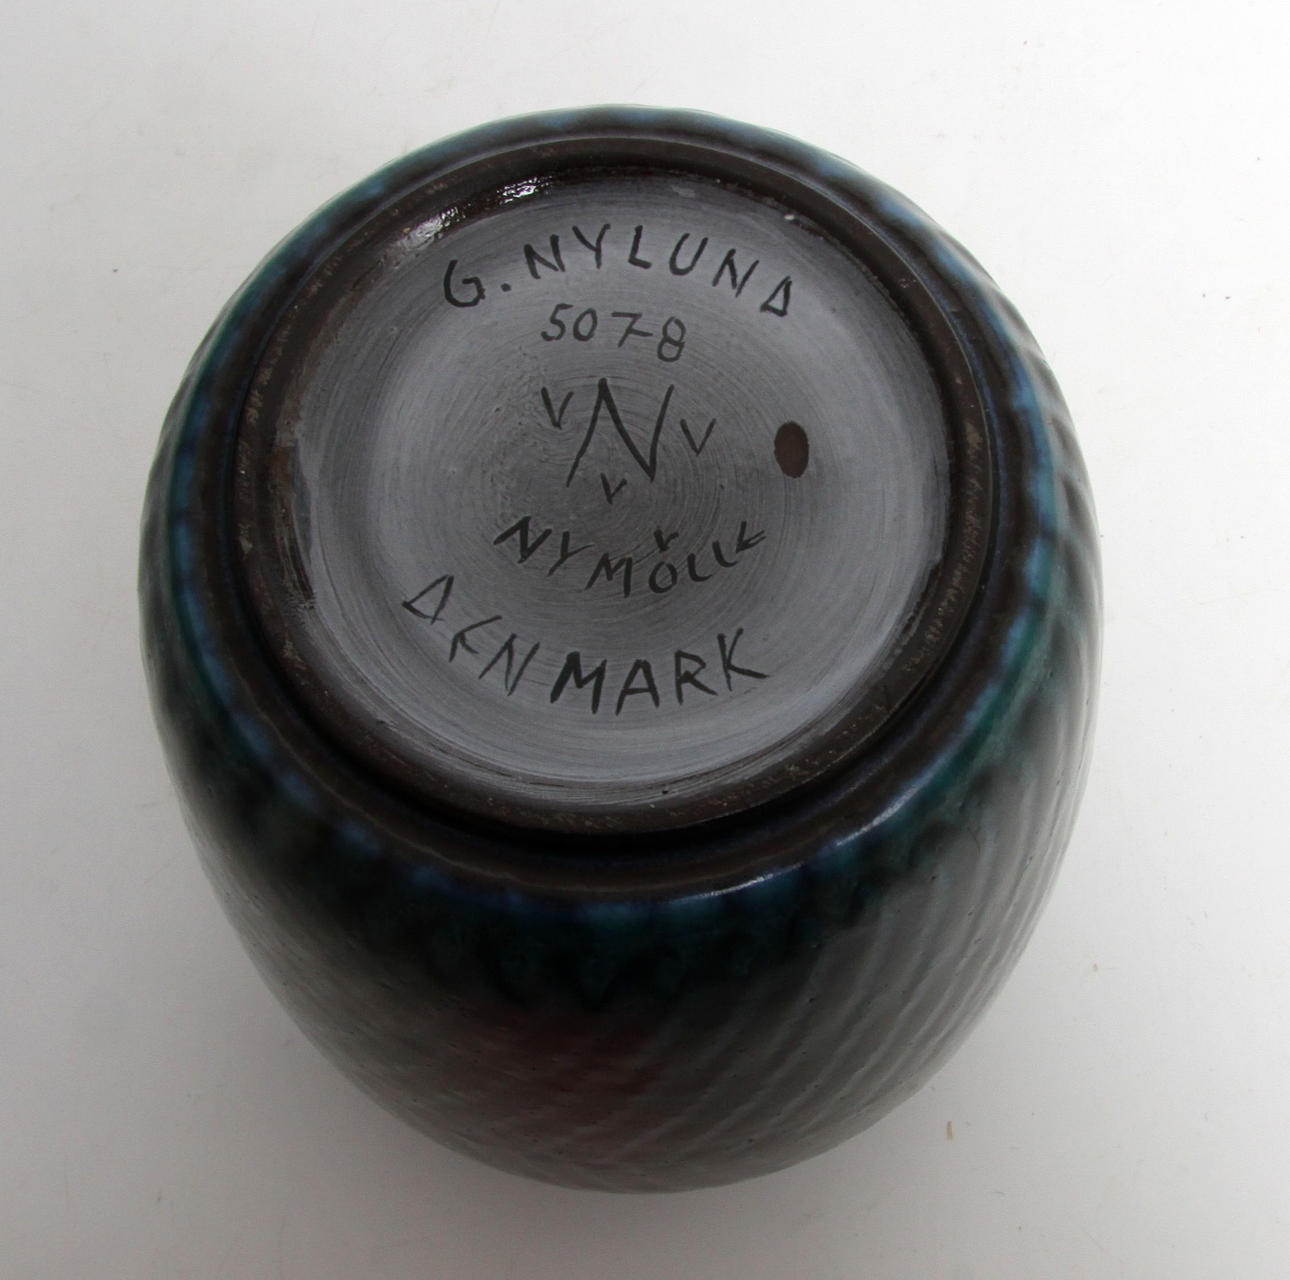 G. NYLUND
5078
N
NYMÖLLE
DENMARK